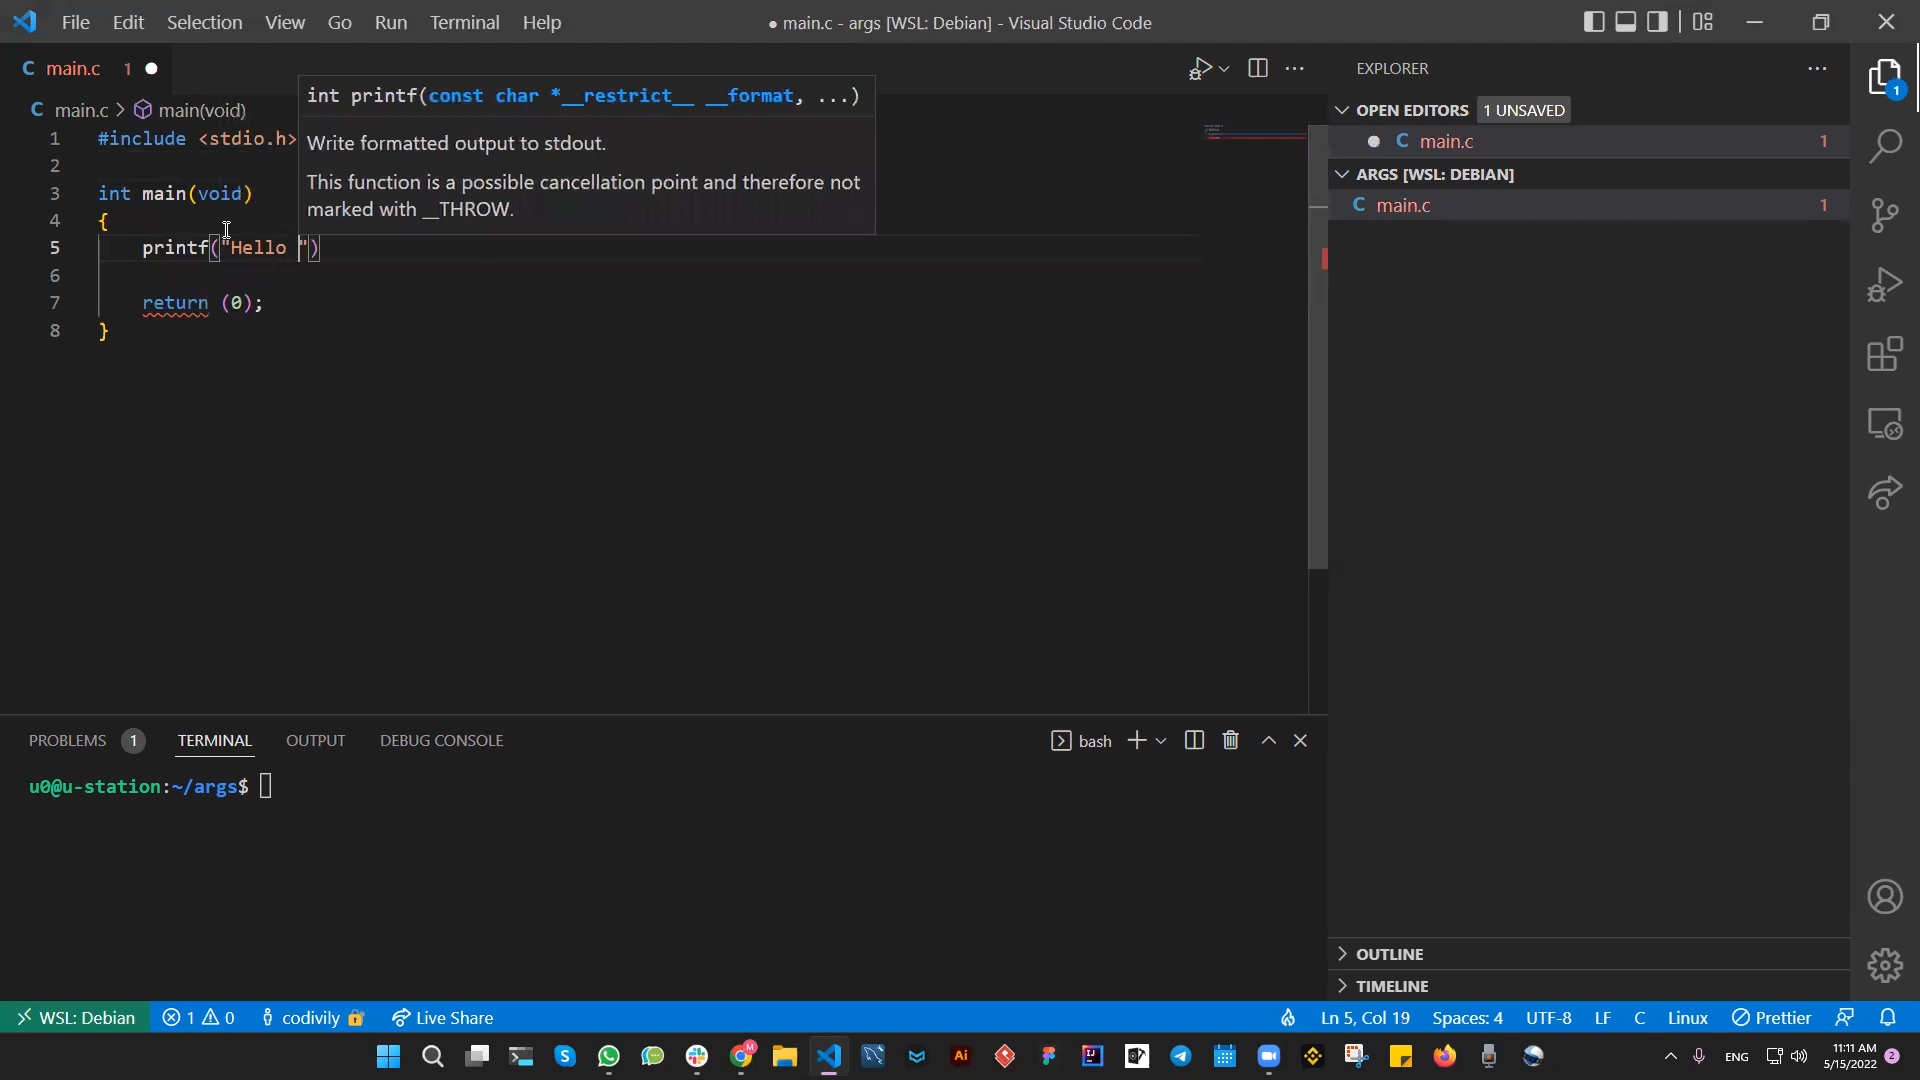 File Edit Selection View Go Run Terminal Help
● main.c - args [WSL: Debian] - Visual Studio Code
C main.c 1 ●
C main.c > main(void)
int printf(const char *__restrict__ __format, ...)
Write formatted output to stdout.
This function is a possible cancellation point and therefore not
marked with __THROW.
1 #include <stdio.h>
2
3 int main(void)
4 {
5 printf("Hello ")
6
7 return (0);
8 }
EXPLORER
OPEN EDITORS 1 UNSAVED
● C main.c 1
ARGS [WSL: DEBIAN]
C main.c 1
OUTLINE
TIMELINE
1
PROBLEMS 1 TERMINAL OUTPUT DEBUG CONSOLE
bash
u0@u-station:~/args$
WSL: Debian 1 0 codivily Live Share
Ln 5, Col 19 Spaces: 4 UTF-8 LF C Linux Prettier
M
Ai
IJ
ENG
11:11 AM
5/15/2022
2